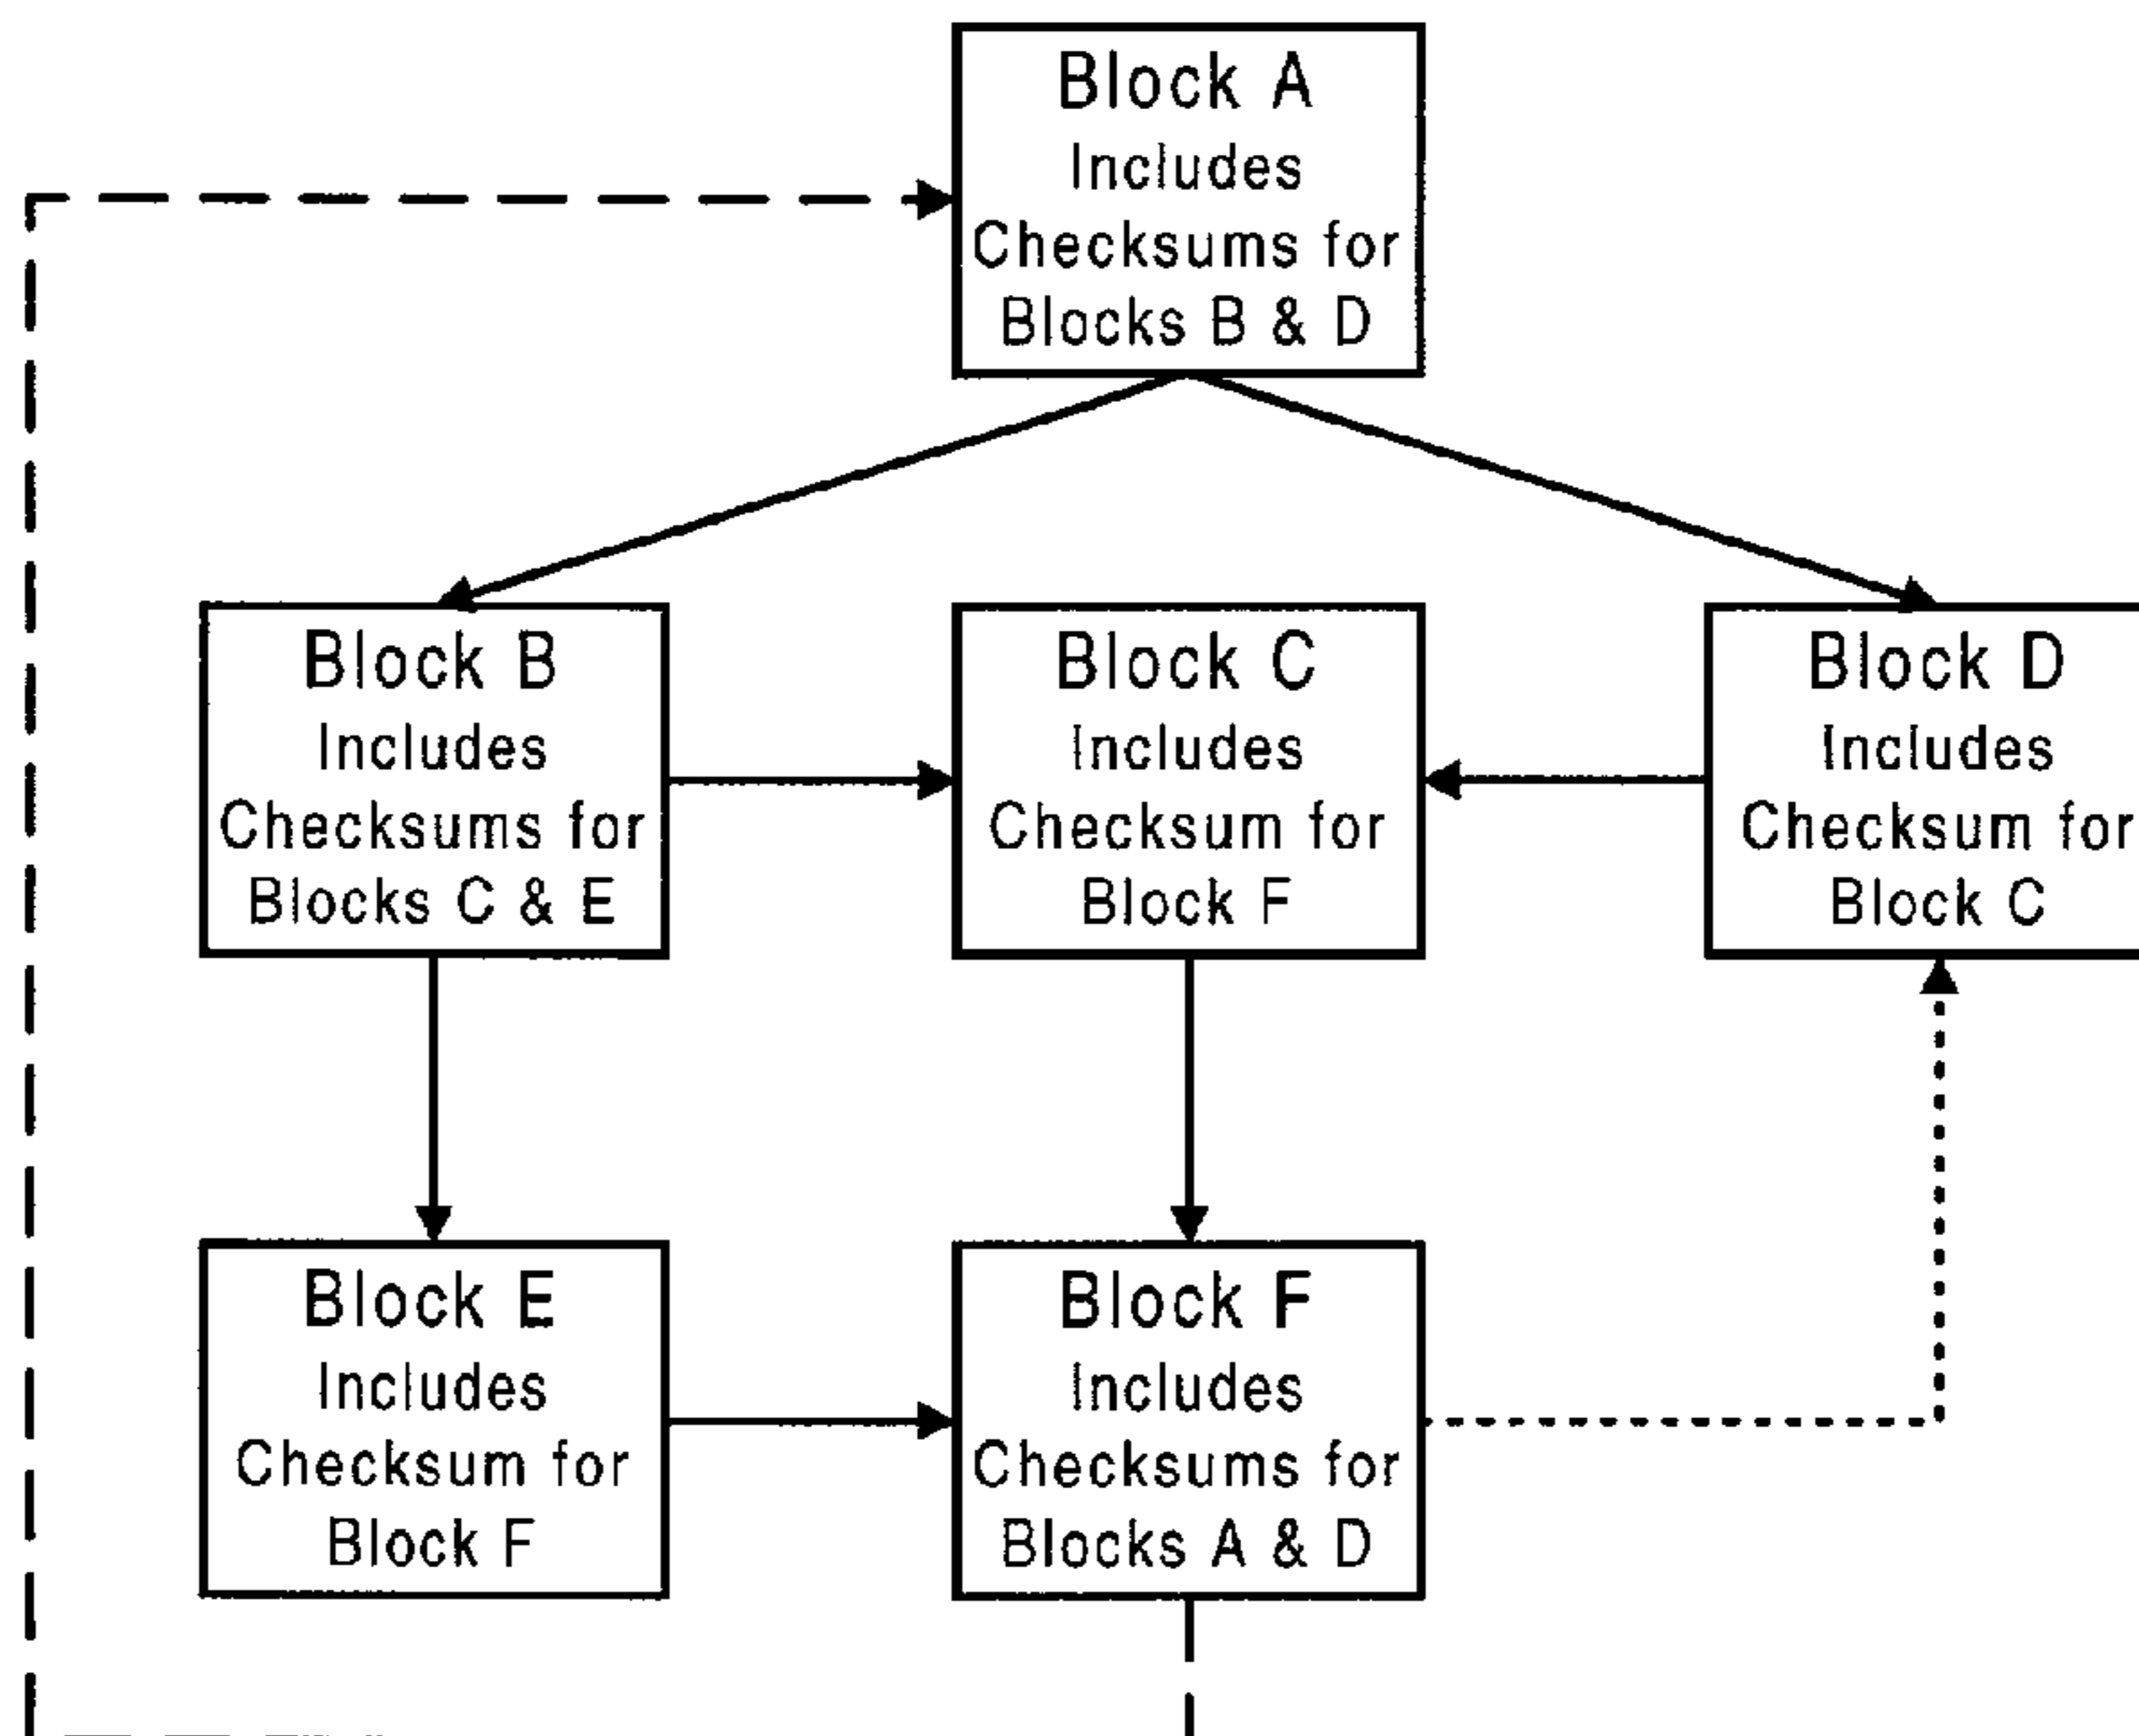 Block A
Includes
Checksums for
Blocks B & D
Block B
Includes
Checksums for
Blocks C & E
Block C
Includes
Checksum for
Block F
Block D
Includes
Checksum for
Block C
Block E
Includes
Checksum for
Block F
Block F
Includes
Checksums for
Blocks A & D